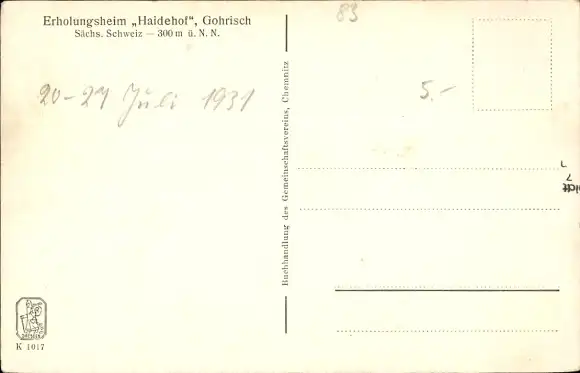 Erholungsheim „Haidehof“, Gohrisch
Sächs. Schweiz — 300 m ü. N. N.
20-27 Juli 1931
K 1017
Buchhandlung des Gemeinschaftsvereins, Chemnitz
83
5.-